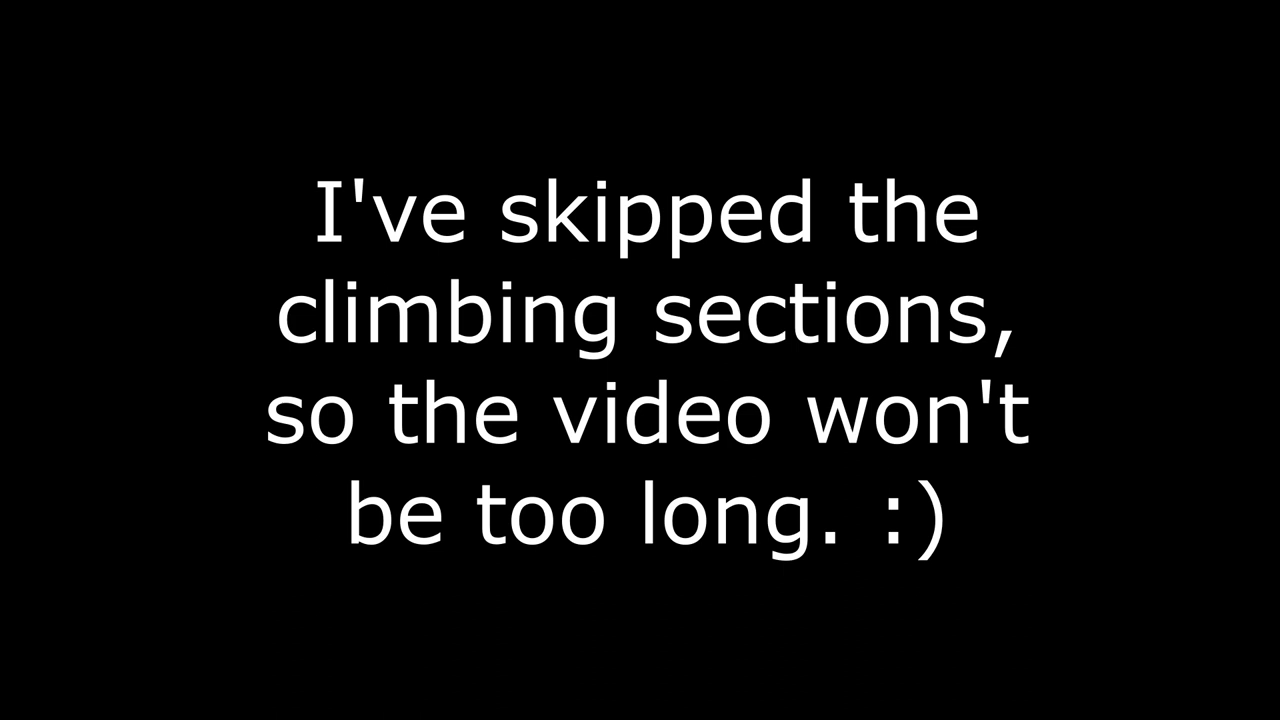 I've skipped the
climbing sections,
so the video won't
be too long. :)